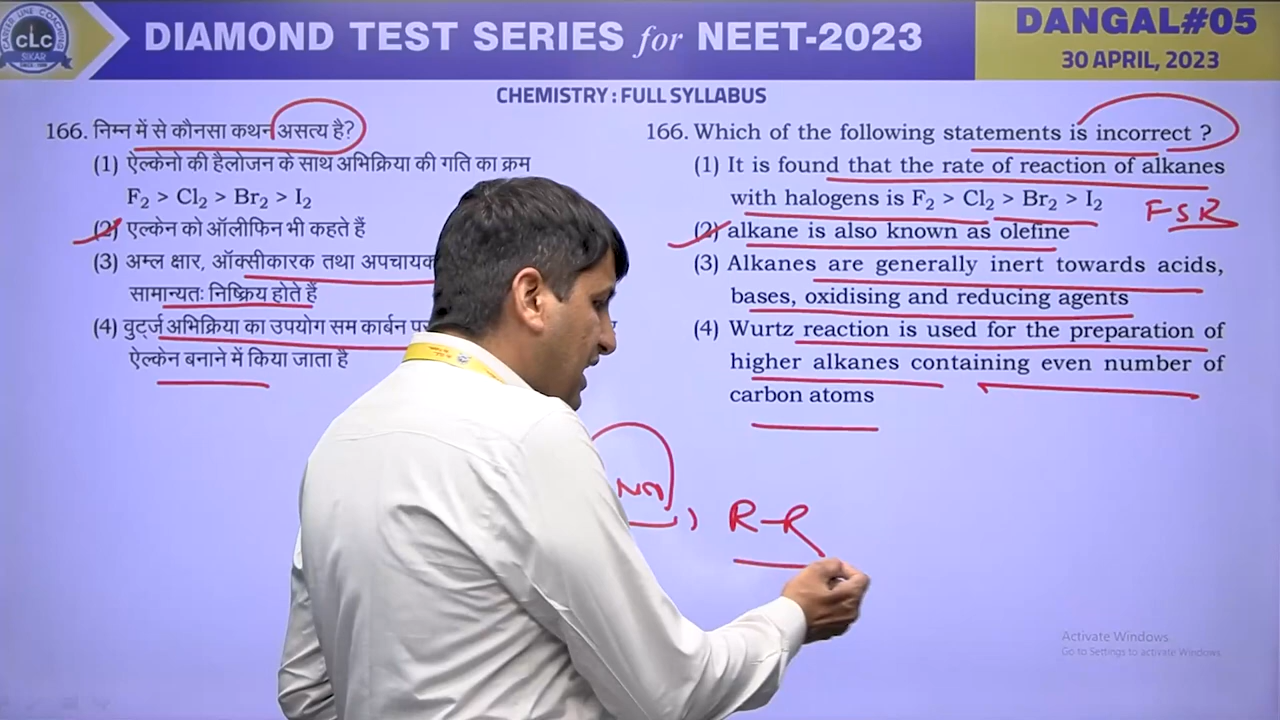 CAREER LINE COACHING
CLC
SIKAR
DIAMOND TEST SERIES for NEET-2023
DANGAL#05
30 APRIL, 2023
CHEMISTRY : FULL SYLLABUS
166. निम्न में से कौनसा कथन असत्य है?
(1) ऐल्केनो की हैलोजन के साथ अभिक्रिया की गति का क्रम
F₂ > Cl₂ > Br₂ > I₂
(2) एल्केन को ऑलीफिन भी कहते हैं
(3) अम्ल क्षार, ऑक्सीकारक तथा अपचायक
सामान्यतः निष्क्रिय होते हैं
(4) वुर्ट्ज अभिक्रिया का उपयोग सम कार्बन
ऐल्केन बनाने में किया जाता है
166. Which of the following statements is incorrect ?
(1) It is found that the rate of reaction of alkanes
with halogens is F₂ > Cl₂ > Br₂ > I₂
FSR
(2) alkane is also known as olefine
(3) Alkanes are generally inert towards acids,
bases, oxidising and reducing agents
(4) Wurtz reaction is used for the preparation of
higher alkanes containing even number of
carbon atoms
Na, R-R
Activate Windows
Go to Settings to activate Windows.